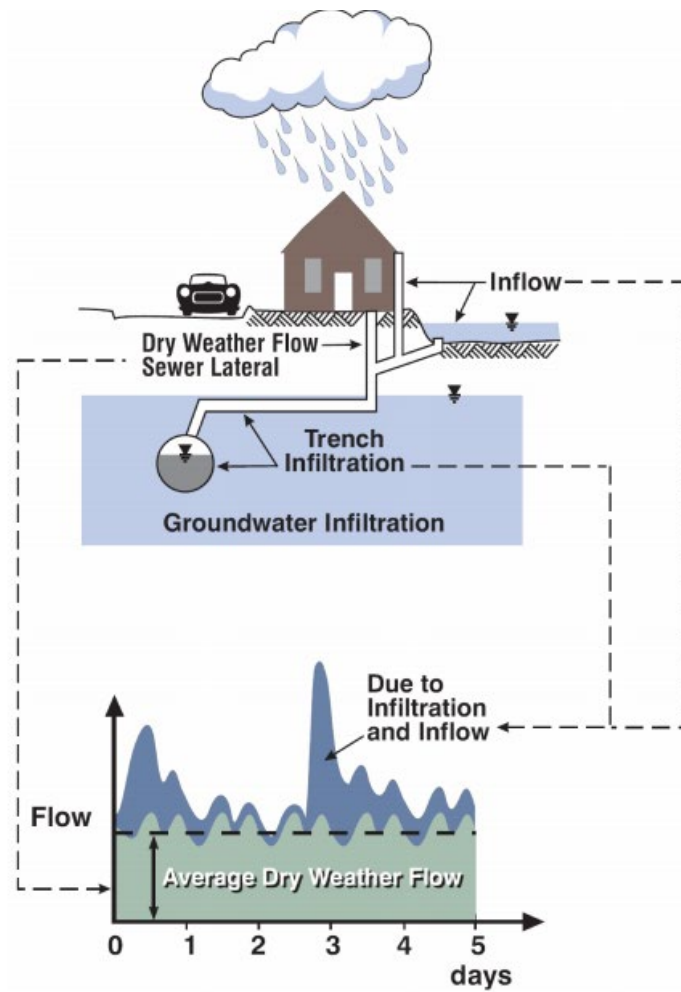 Inflow
Dry Weather Flow
Sewer Lateral
Trench
Infiltration
Groundwater Infiltration
Due to
Infiltration
and Inflow
Flow
Average Dry Weather Flow
0 1 2 3 4 5
days